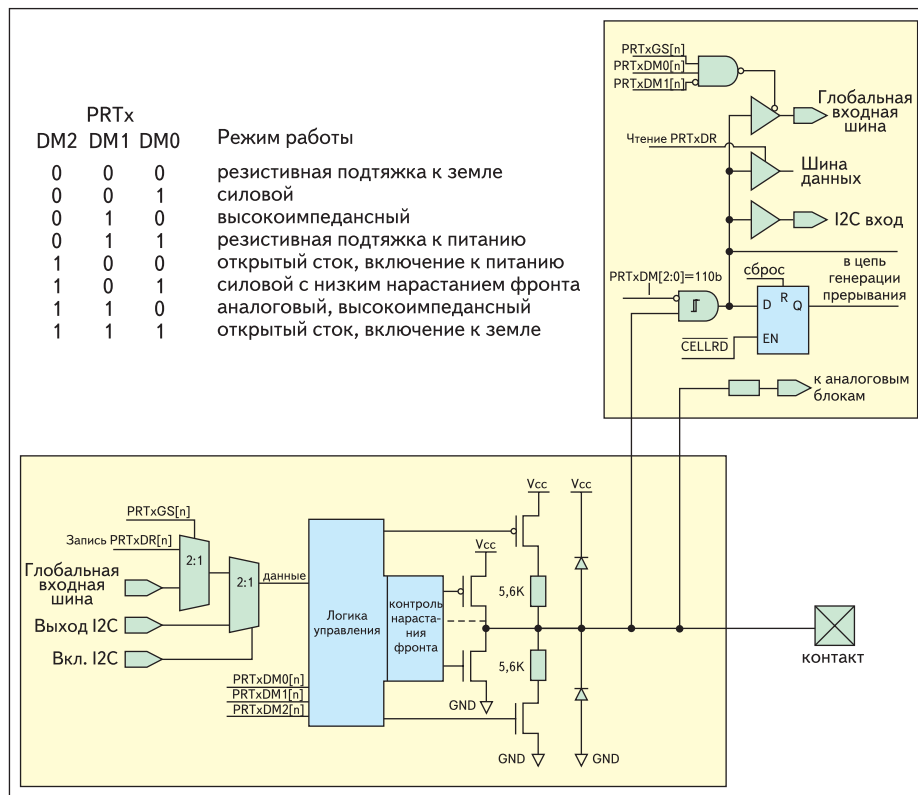 PRTx
DM2 DM1 DM0 Режим работы
0 0 0 резистивная подтяжка к земле
0 0 1 силовой
0 1 0 высокоимпедансный
0 1 1 резистивная подтяжка к питанию
1 0 0 открытый сток, включение к питанию
1 0 1 силовой с низким нарастанием фронта
1 1 0 аналоговый, высокоимпедансный
1 1 1 открытый сток, включение к земле
PRTxGS[n]
PRTxDM0[n]
PRTxDM1[n]
Глобальная
входная
шина
Чтение PRTxDR
Шина
данных
I2C вход
в цепь
генерации
прерывания
PRTxDM[2:0]=110b
сброс
D R Q
EN
CELLRD
к аналоговым
блокам
PRTxGS[n]
Запись PRTxDR[n]
2:1
Глобальная
входная
шина
2:1
данные
Выход I2C
Вкл. I2C
Логика
управления
контроль
нараста-
ния
фронта
PRTxDM0[n]
PRTxDM1[n]
PRTxDM2[n]
Vcc
Vcc
Vcc
5,6K
5,6K
GND
GND
GND
контакт